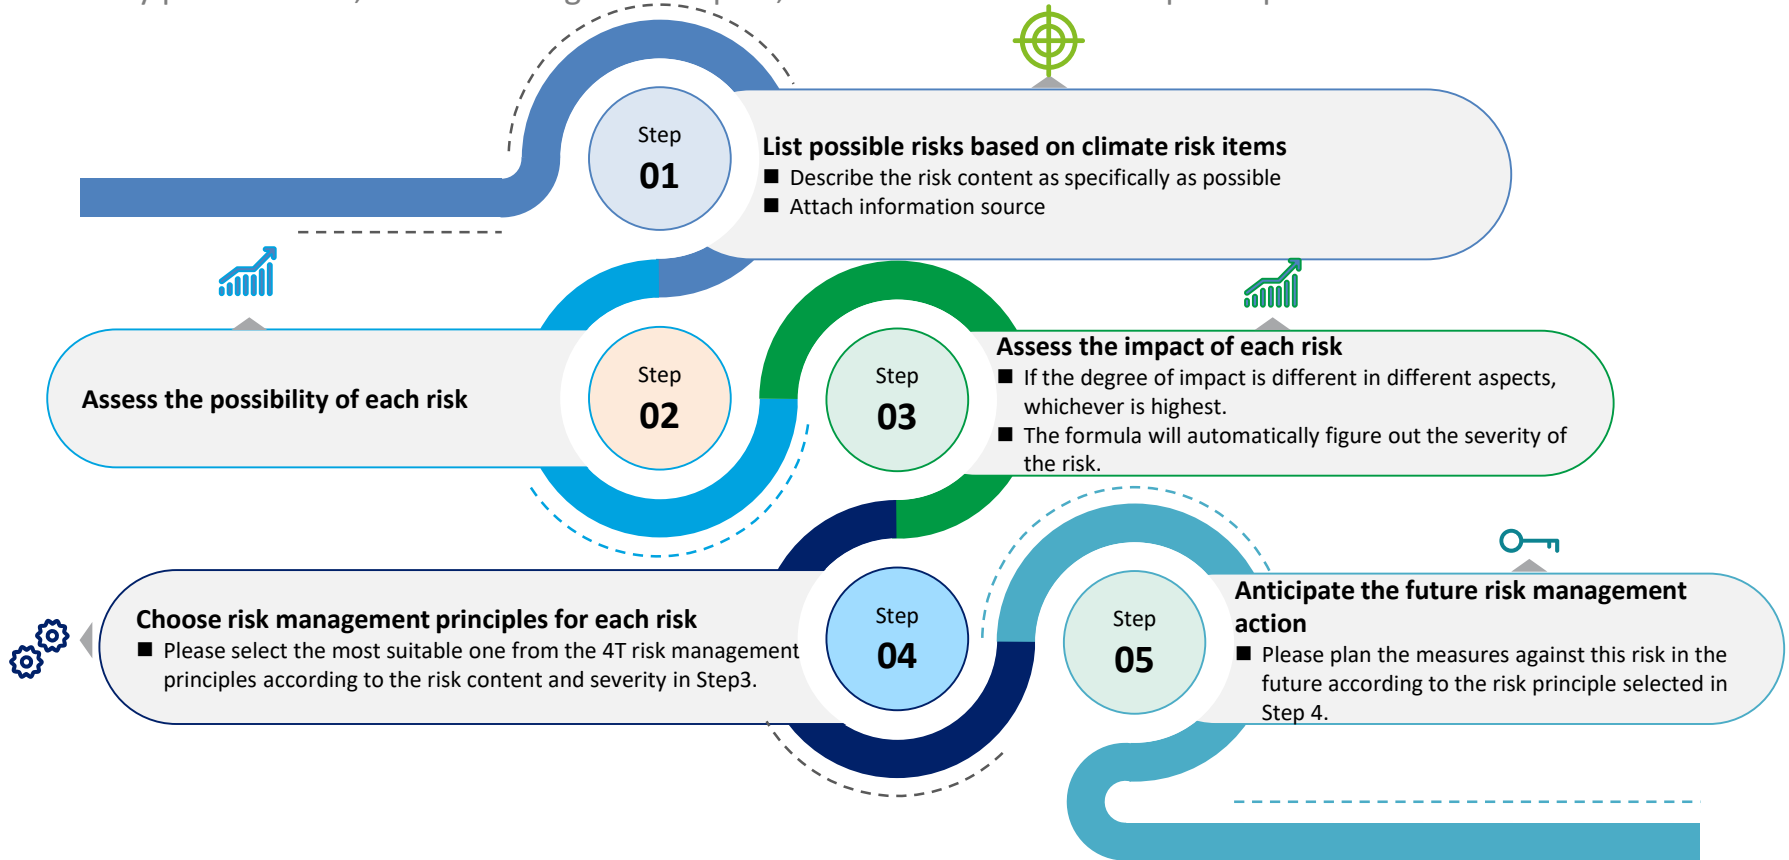 Step
01
List possible risks based on climate risk items
■ Describe the risk content as specifically as possible
■ Attach information source
Assess the possibility of each risk
Step
02
Step
03
Assess the impact of each risk
■ If the degree of impact is different in different aspects,
whichever is highest.
■ The formula will automatically figure out the severity of
the risk.
Choose risk management principles for each risk
■ Please select the most suitable one from the 4T risk management
principles according to the risk content and severity in Step3.
Step
04
Step
05
Anticipate the future risk management
action
■ Please plan the measures against this risk in the
future according to the risk principle selected in
Step 4.